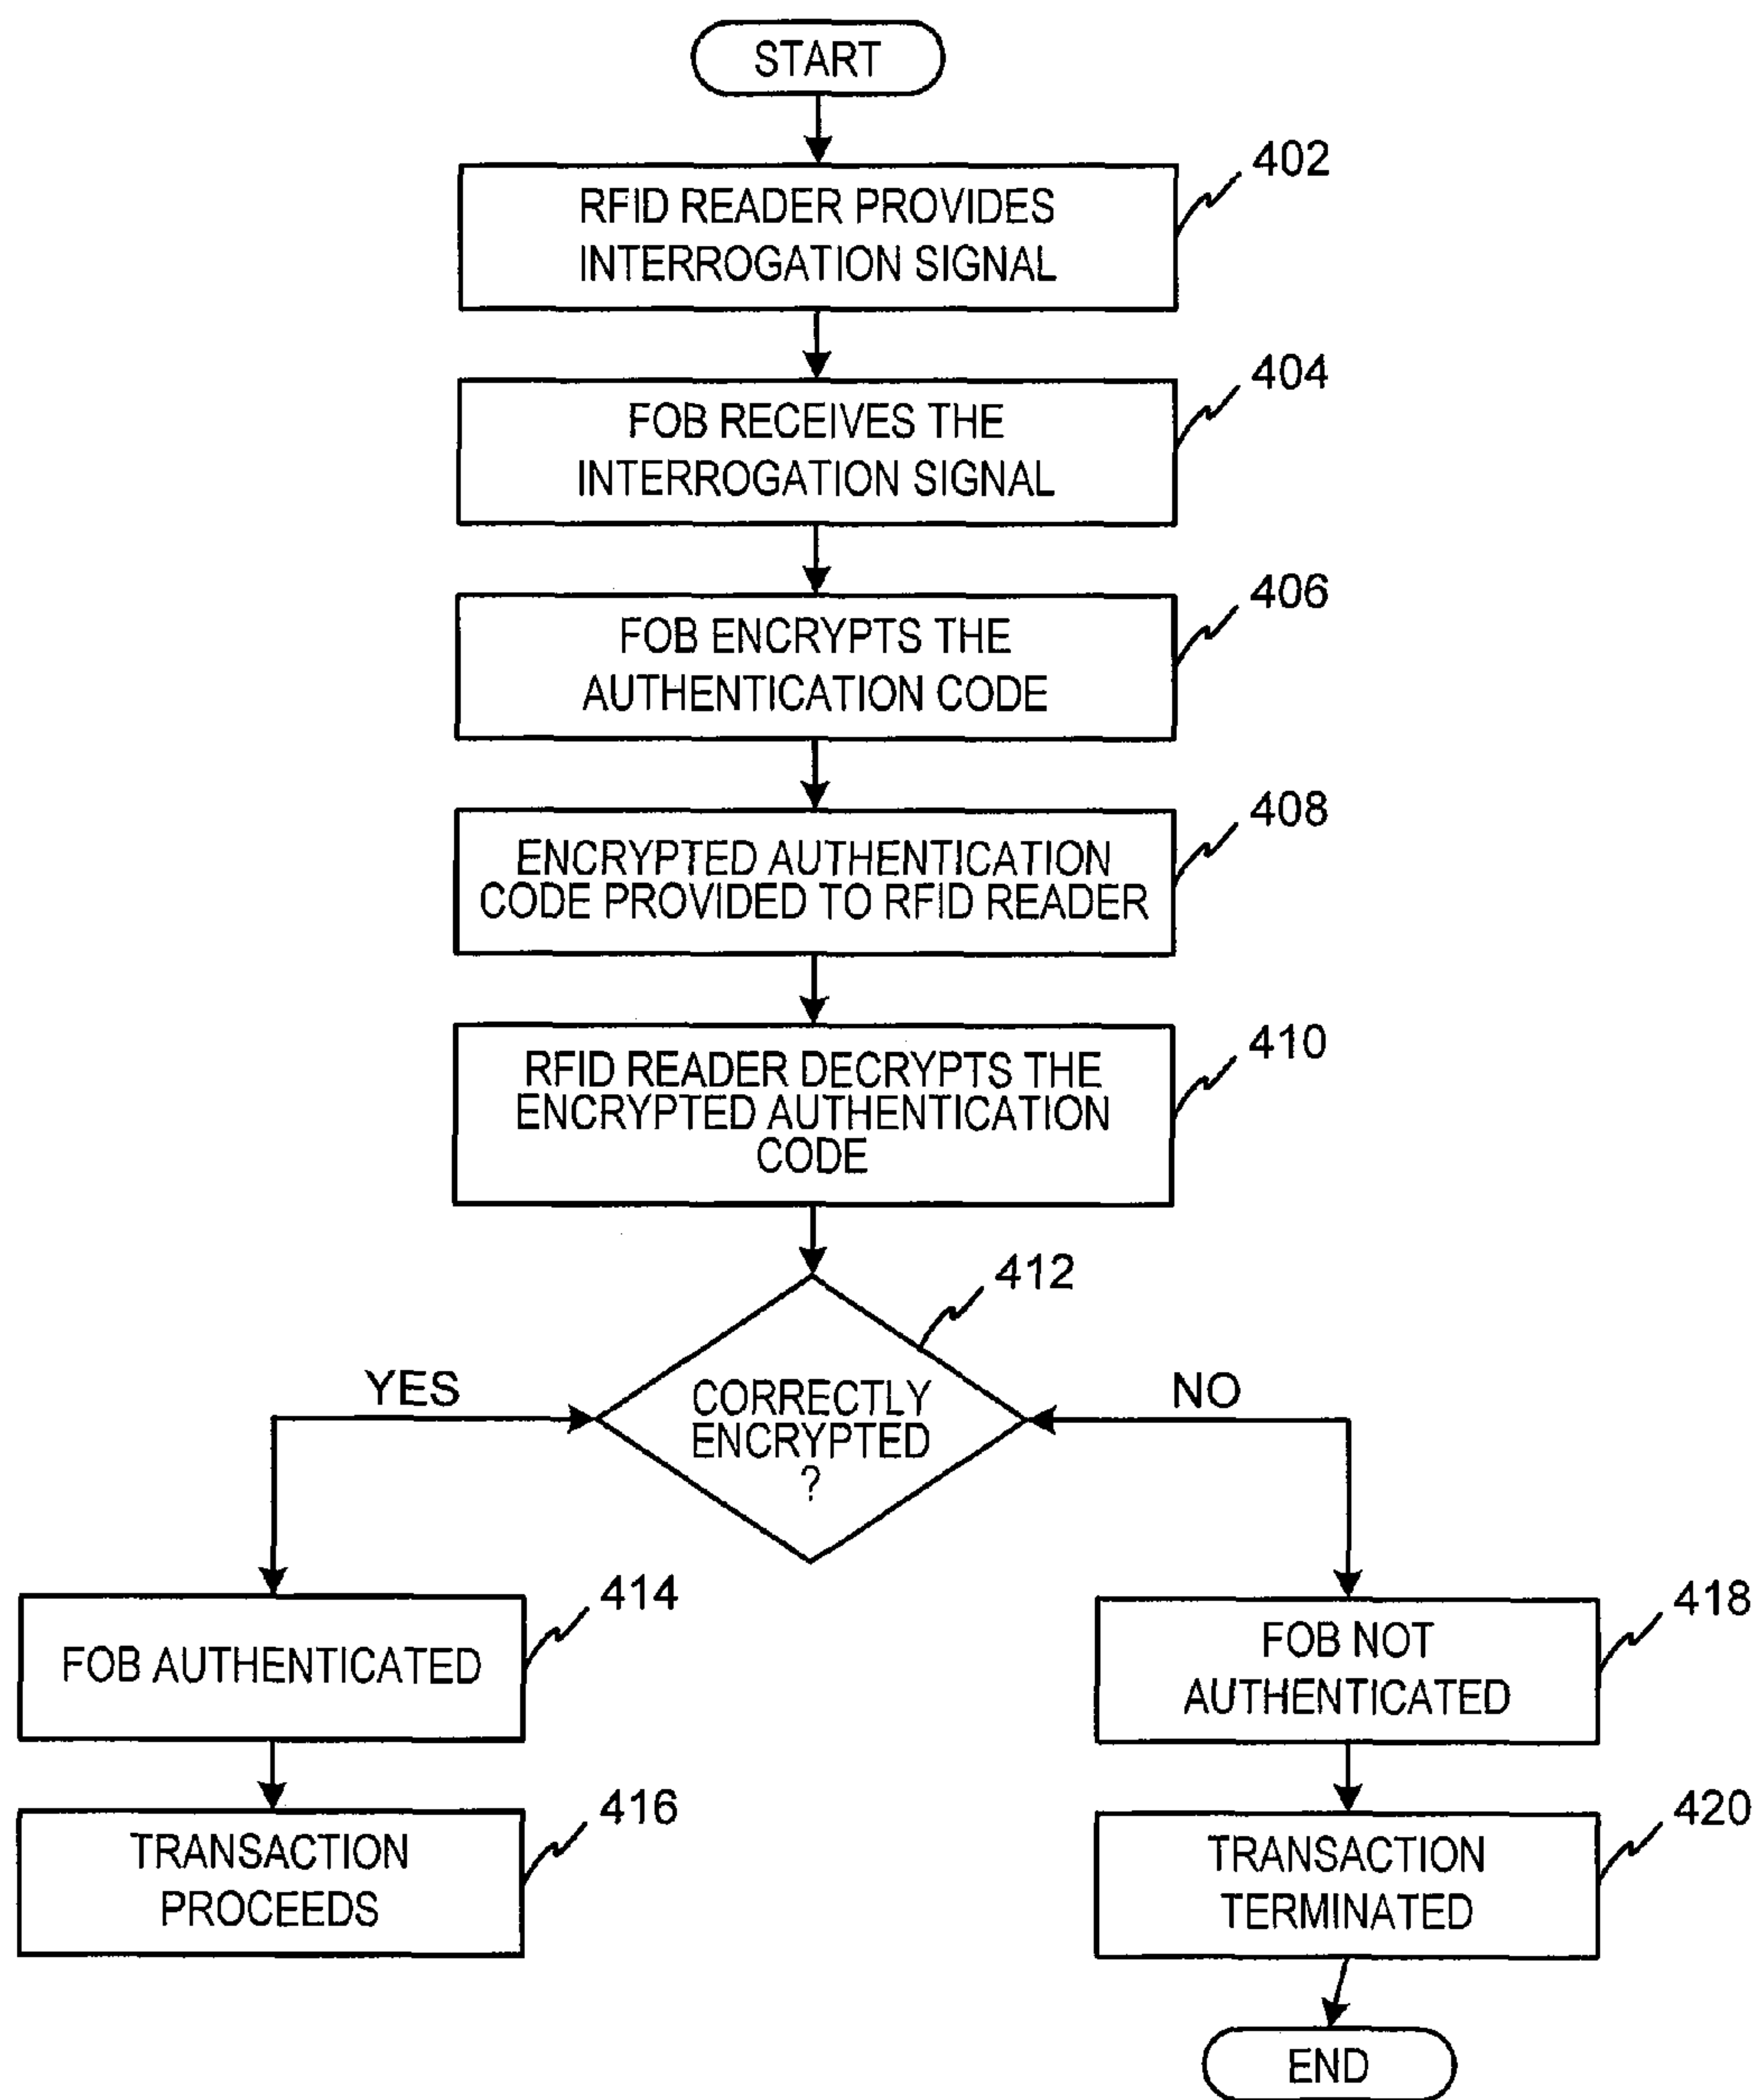 START
402
RFID READER PROVIDES
INTERROGATION SIGNAL
404
FOB RECEIVES THE
INTERROGATION SIGNAL
406
FOB ENCRYPTS THE
AUTHENTICATION CODE
408
ENCRYPTED AUTHENTICATION
CODE PROVIDED TO RFID READER
410
RFID READER DECRYPTS THE
ENCRYPTED AUTHENTICATION
CODE
412
YES
NO
CORRECTLY
ENCRYPTED
?
414
FOB AUTHENTICATED
418
FOB NOT
AUTHENTICATED
416
TRANSACTION
PROCEEDS
420
TRANSACTION
TERMINATED
END